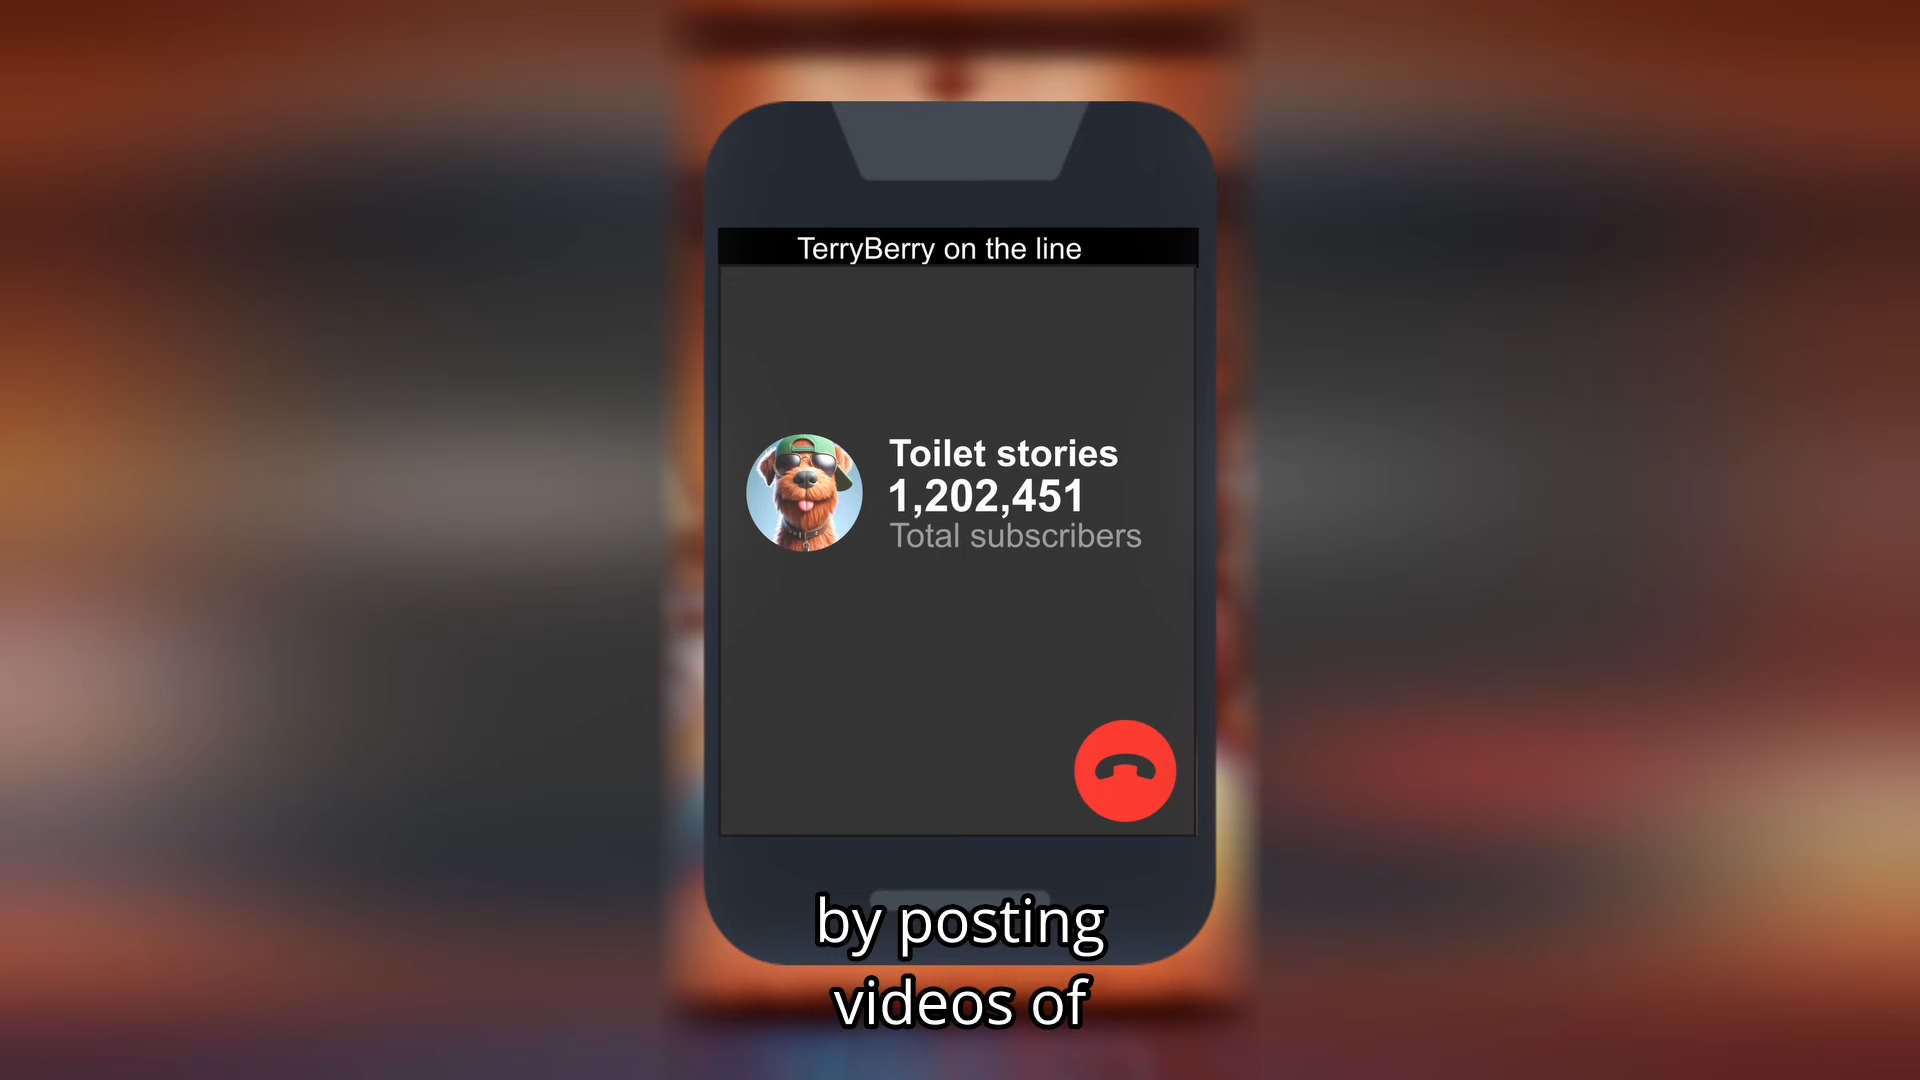 TerryBerry on the line
Toilet stories
1,202,451
Total subscribers
by posting
videos of